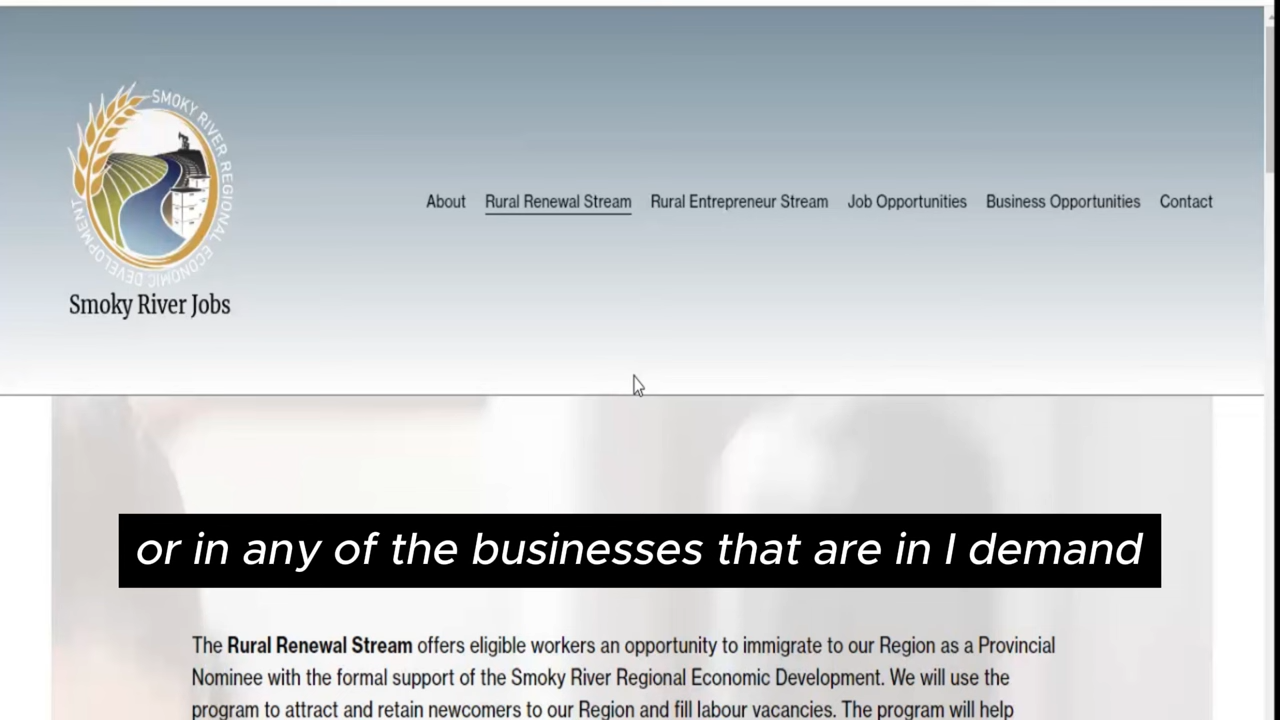 SMOKY RIVER REGIONAL ECONOMIC DEVELOPMENT
Smoky River Jobs
About Rural Renewal Stream Rural Entrepreneur Stream Job Opportunities Business Opportunities Contact
or in any of the businesses that are in I demand
The Rural Renewal Stream offers eligible workers an opportunity to immigrate to our Region as a Provincial
Nominee with the formal support of the Smoky River Regional Economic Development. We will use the
program to attract and retain newcomers to our Region and fill labour vacancies. The program will help